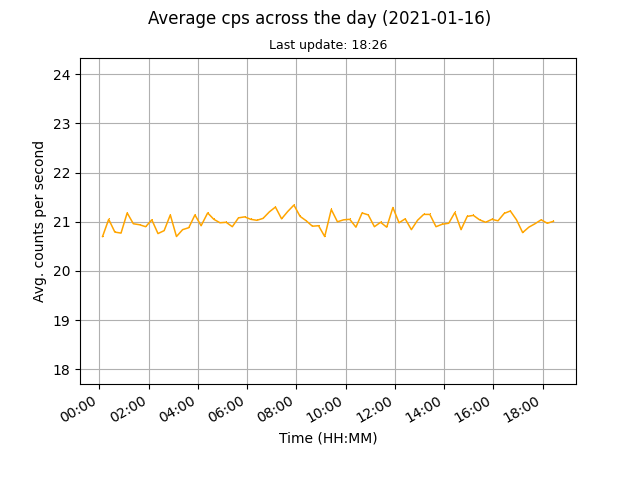 Average cps across the day (2021-01-16)
Last update: 18:26
24
23
22
21
20
19
18
Avg. counts per second
00:00 02:00 04:00 06:00 08:00 10:00 12:00 14:00 16:00 18:00
Time (HH:MM)